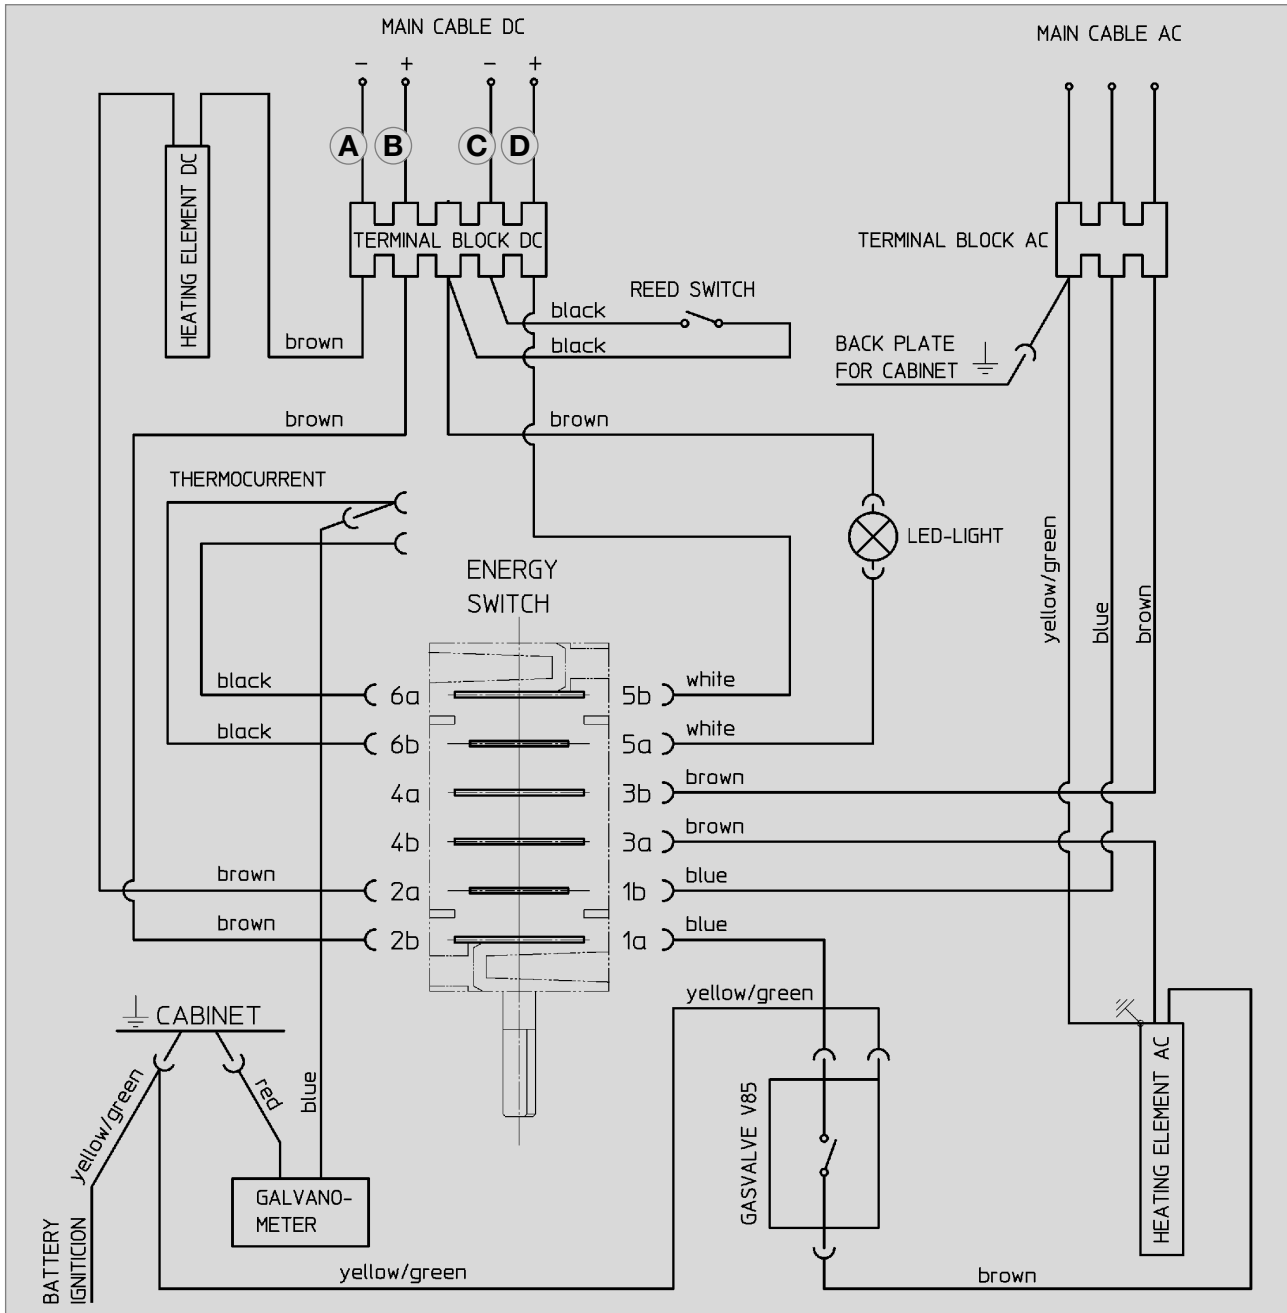 MAIN CABLE DC
MAIN CABLE AC
− + − +
A B C D
HEATING ELEMENT DC
TERMINAL BLOCK DC
TERMINAL BLOCK AC
REED SWITCH
black
black
brown
BACK PLATE
FOR CABINET
brown
brown
THERMOCURRENT
LED-LIGHT
yellow/green
blue
brown
ENERGY
SWITCH
black 6a 5b white
black 6b 5a white
4a 3b brown
4b 3a brown
brown 2a 1b blue
brown 2b 1a blue
yellow/green
CABINET
yellow/green
red
blue
GASVALVE V85
HEATING ELEMENT AC
GALVANO-
METER
BATTERY
IGNITICION
yellow/green
brown